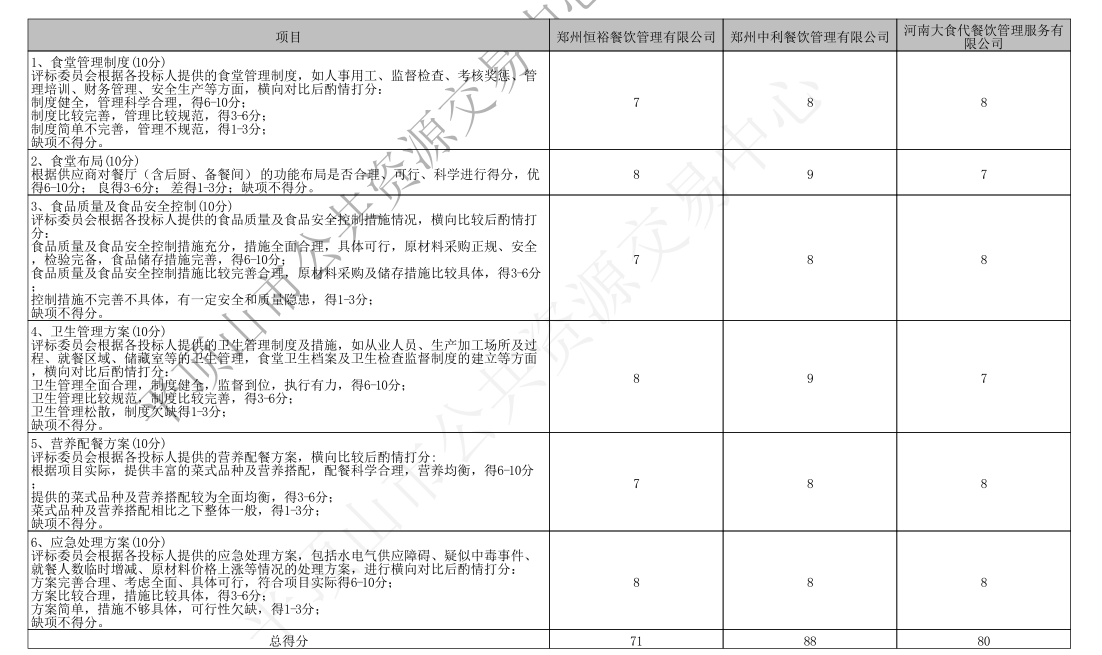 项目
郑州恒裕餐饮管理有限公司
郑州中利餐饮管理有限公司
河南大食代餐饮管理服务有
限公司
1、食堂管理制度(10分)
评标委员会根据各投标人提供的食堂管理制度，如人事用工、监督检查、考核奖惩、管
理培训、财务管理、安全生产等方面，横向对比后酌情打分：
制度健全，管理科学合理，得6-10分；
制度比较完善，管理比较规范，得3-6分；
制度简单不完善，管理不规范，得1-3分；
缺项不得分。
7
8
8
2、食堂布局(10分)
根据供应商对餐厅（含后厨、备餐间）的功能布局是否合理、可行、科学进行得分，优
得6-10分； 良得3-6分； 差得1-3分；缺项不得分。
8
9
7
3、食品质量及食品安全控制(10分)
评标委员会根据各投标人提供的食品质量及食品安全控制措施情况，横向比较后酌情打
分：
食品质量及食品安全控制措施充分，措施全面合理，具体可行，原材料采购正规、安全
，检验完备，食品储存措施完善，得6-10分；
食品质量及食品安全控制措施比较完善合理，原材料采购及储存措施比较具体，得3-6分
；
控制措施不完善不具体，有一定安全和质量隐患，得1-3分；
缺项不得分。
7
8
8
4、卫生管理方案(10分)
评标委员会根据各投标人提供的卫生管理制度及措施，如从业人员、生产加工场所及过
程、就餐区域、储藏室等的卫生管理，食堂卫生档案及卫生检查监督制度的建立等方面
，横向对比后酌情打分：
卫生管理全面合理，制度健全，监督到位，执行有力，得6-10分；
卫生管理比较规范，制度比较完善，得3-6分；
卫生管理松散，制度欠缺得1-3分；
缺项不得分。
8
9
7
5、营养配餐方案(10分)
评标委员会根据各投标人提供的营养配餐方案，横向比较后酌情打分：
根据项目实际，提供丰富的菜式品种及营养搭配，配餐科学合理，营养均衡，得6-10分
；
提供的菜式品种及营养搭配较为全面均衡，得3-6分；
菜式品种及营养搭配相比之下整体一般，得1-3分；
缺项不得分。
7
8
8
6、应急处理方案(10分)
评标委员会根据各投标人提供的应急处理方案，包括水电气供应障碍、疑似中毒事件、
就餐人数临时增减、原材料价格上涨等情况的处理方案，进行横向对比后酌情打分：
方案完善合理、考虑全面、具体可行，符合项目实际得6-10分；
方案比较合理，措施比较具体，得3-6分；
方案简单，措施不够具体，可行性欠缺，得1-3分；
缺项不得分。
8
8
8
总得分
71
88
80
平顶山市公共资源交易中心
平顶山市公共资源交易中心